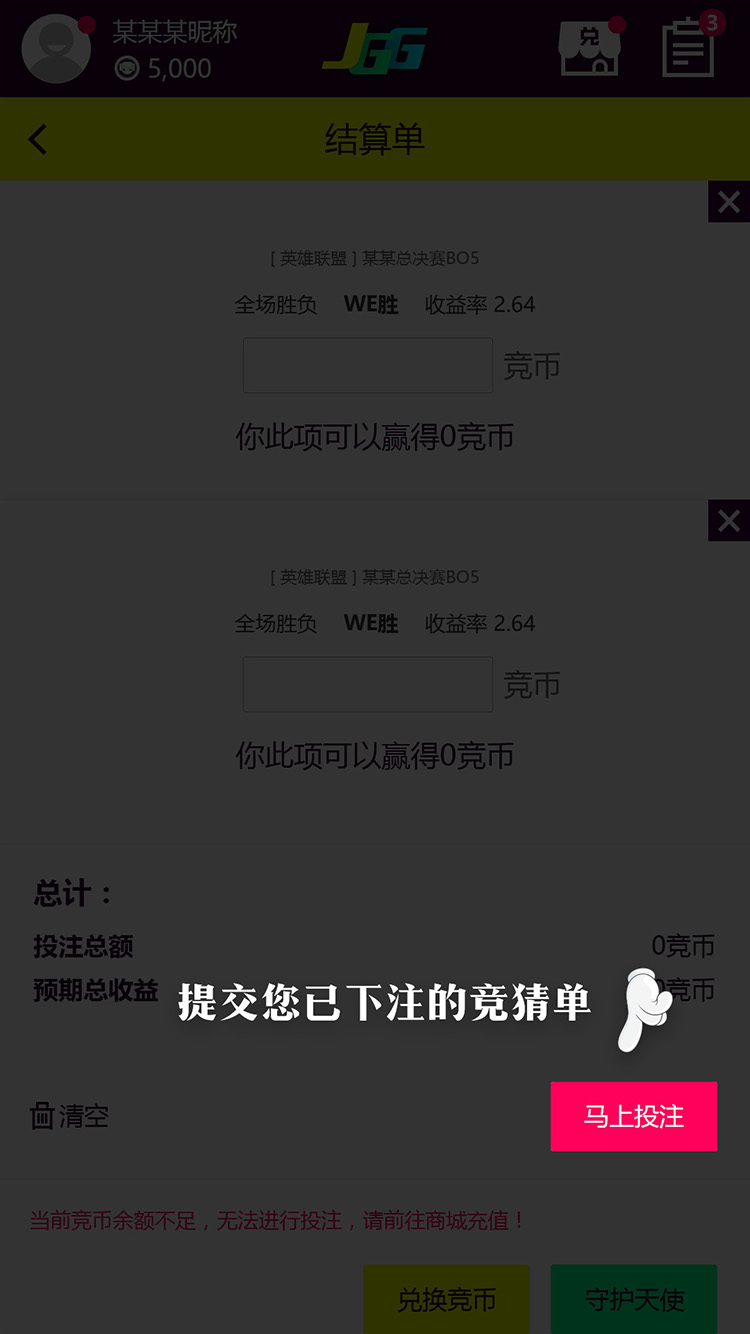 某某某昵称
5,000
JGG
兑
3
结算单
[ 英雄联盟 ] 某某总决赛BO5
全场胜负 WE胜 收益率 2.64
竞币
你此项可以赢得0竞币
[ 英雄联盟 ] 某某总决赛BO5
全场胜负 WE胜 收益率 2.64
竞币
你此项可以赢得0竞币
总计：
投注总额 0竞币
预期总收益 0竞币
提交您已下注的竞猜单
清空 马上投注
当前竞币余额不足，无法进行投注，请前往商城充值！
兑换竞币 守护天使